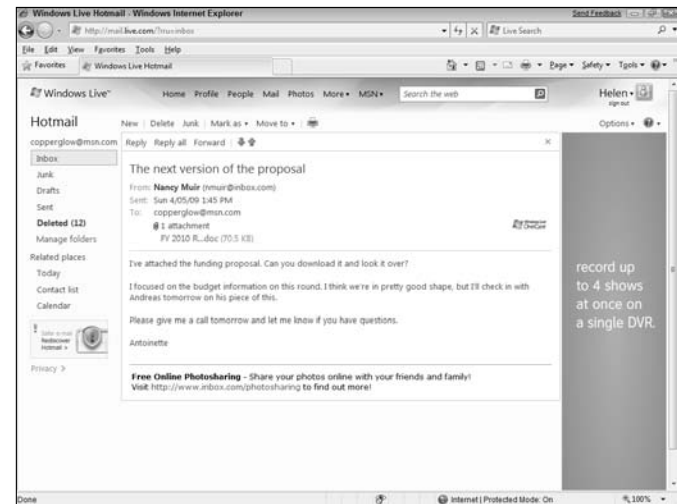 Windows Live Hotmail - Windows Internet Explorer
Send Feedback
Live Search
File Edit View Favorites Tools Help
Favorites Windows Live Hotmail
Page Safety Tools
Windows Live™ Home Profile People Mail Photos More MSN Search the web Helen
sign out
Hotmail New Delete Junk Mark as Move to Options
copperglow@msn.com Reply Reply all Forward
Inbox
Junk
Drafts
Sent
Deleted (12)
Manage folders
Related places
Today
Contact list
Calendar
Rediscover
Hotmail >
Privacy
The next version of the proposal
From: Nancy Muir (nmuir@inbox.com)
Sent: Sun 4/05/09 1:45 PM
To: copperglow@msn.com
1 attachment
FY 2010 R...doc (70.5 KB)
OneCare
I've attached the funding proposal. Can you download it and look it over?
I focused on the budget information on this round. I think we're in pretty good shape, but I'll check in with
Andreas tomorrow on his piece of this.
Please give me a call tomorrow and let me know if you have questions.
Antoinette
Free Online Photosharing - Share your photos online with your friends and family!
Visit http://www.inbox.com/photosharing to find out more!
record up
to 4 shows
at once on
a single DVR.
Done Internet | Protected Mode: On 100%